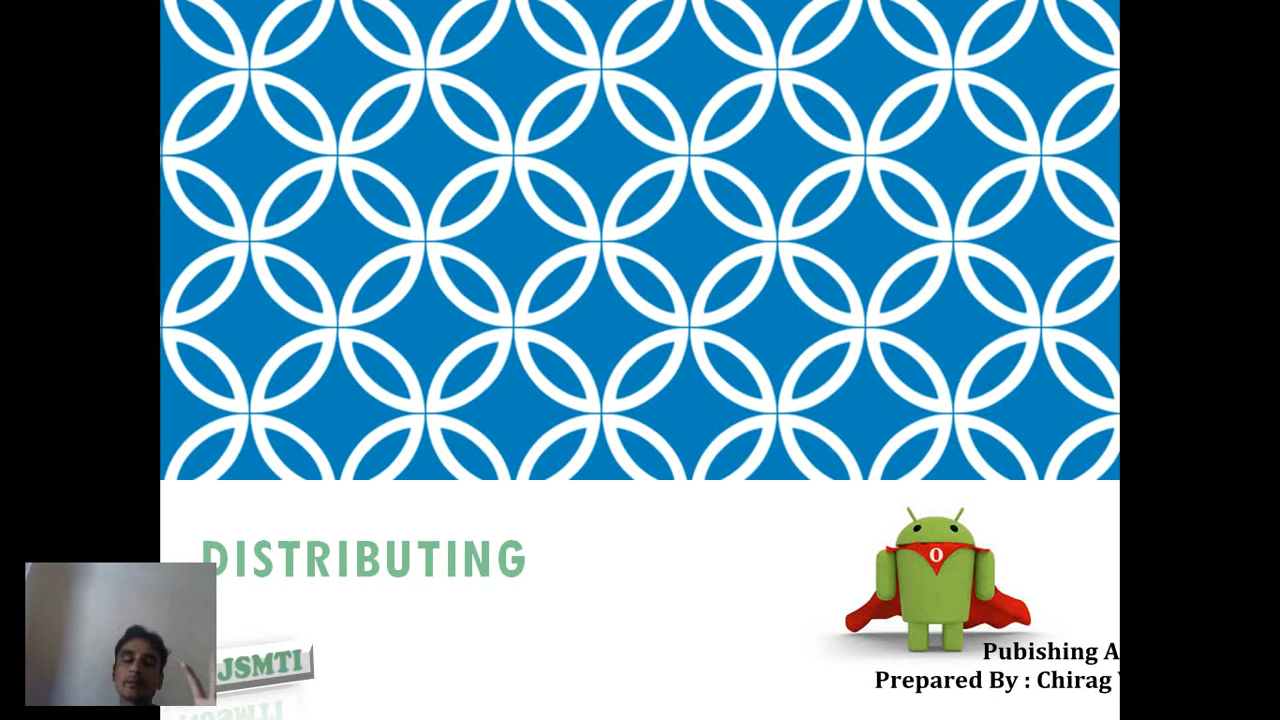 DISTRIBUTING
O
JSMTI
Pubishing A
Prepared By : Chirag